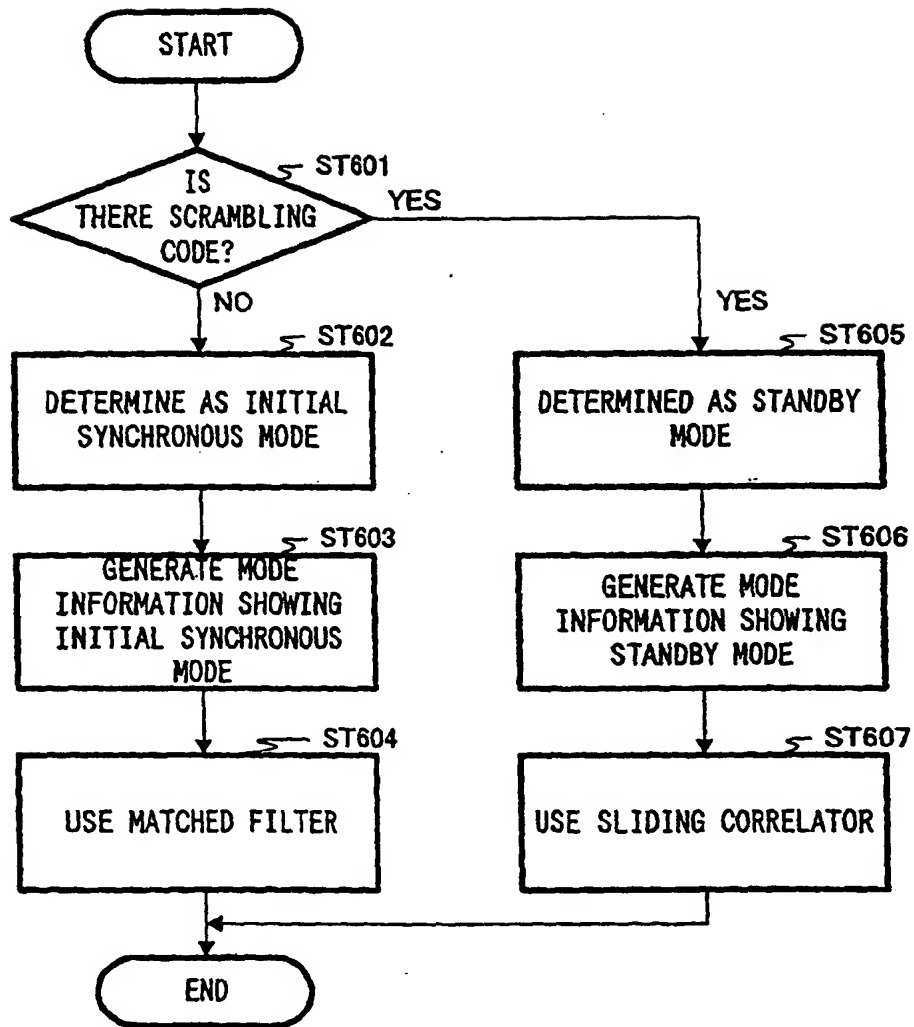 START
ST601
IS
THERE SCRAMBLING
CODE?
YES
NO
YES
ST602
DETERMINE AS INITIAL
SYNCHRONOUS MODE
ST605
DETERMINED AS STANDBY
MODE
ST603
GENERATE MODE
INFORMATION SHOWING
INITIAL SYNCHRONOUS
MODE
ST606
GENERATE MODE
INFORMATION SHOWING
STANDBY MODE
ST604
USE MATCHED FILTER
ST607
USE SLIDING CORRELATOR
END